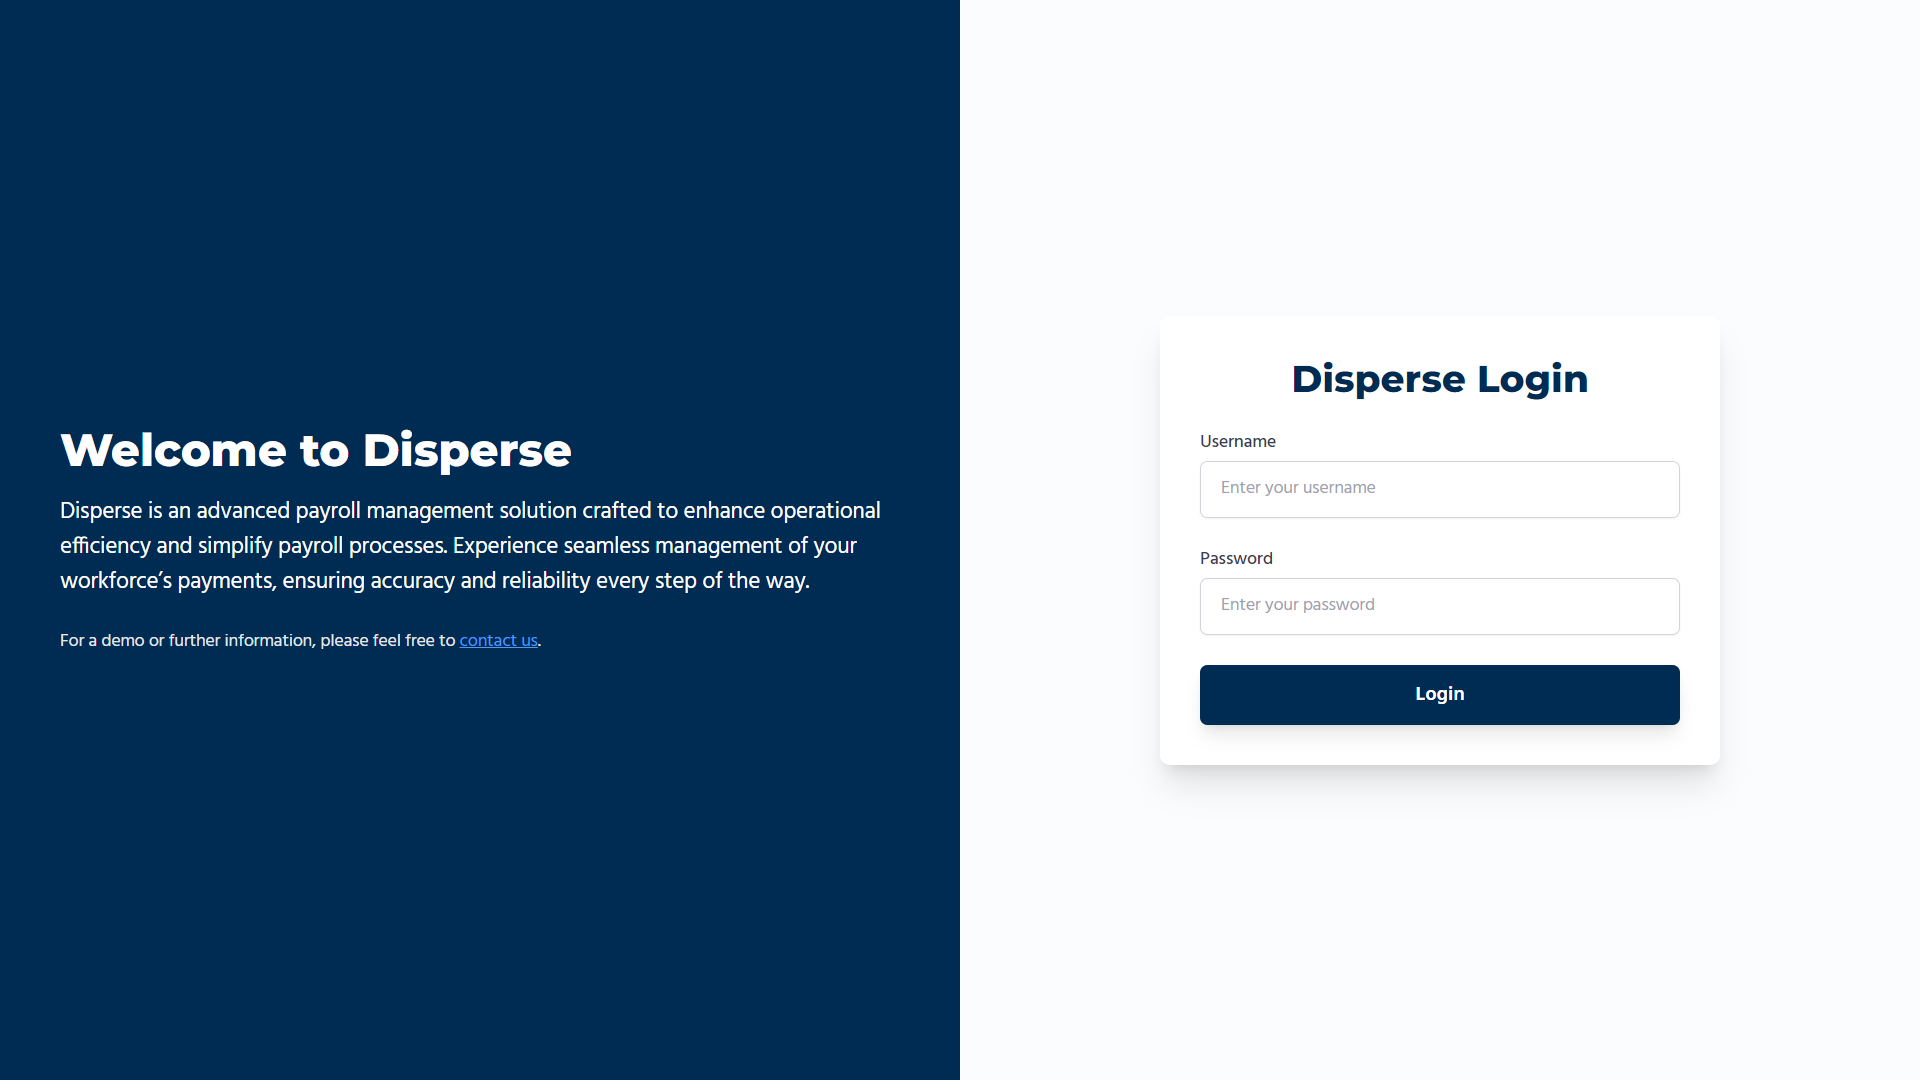 Welcome to Disperse
Disperse is an advanced payroll management solution crafted to enhance operational
efficiency and simplify payroll processes. Experience seamless management of your
workforce’s payments, ensuring accuracy and reliability every step of the way.
For a demo or further information, please feel free to contact us.
Disperse Login
Username
Enter your username
Password
Enter your password
Login